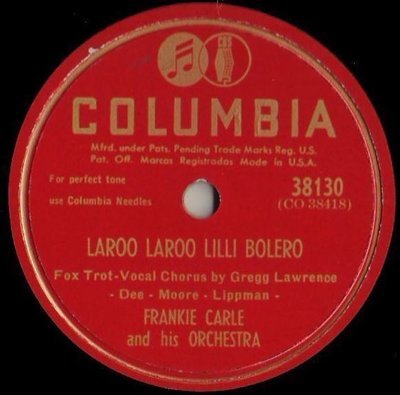 CBS
COLUMBIA
Mfrd. under Pats. Pending Trade Marks Reg. U.S.
Pat. Off. Marcas Registradas Made in U.S.A.
For perfect tone
use Columbia Needles
38130
(CO 38418)
LAROO LAROO LILLI BOLERO
Fox Trot-Vocal Chorus by Gregg Lawrence
- Dee - Moore - Lippman -
FRANKIE CARLE
and his ORCHESTRA